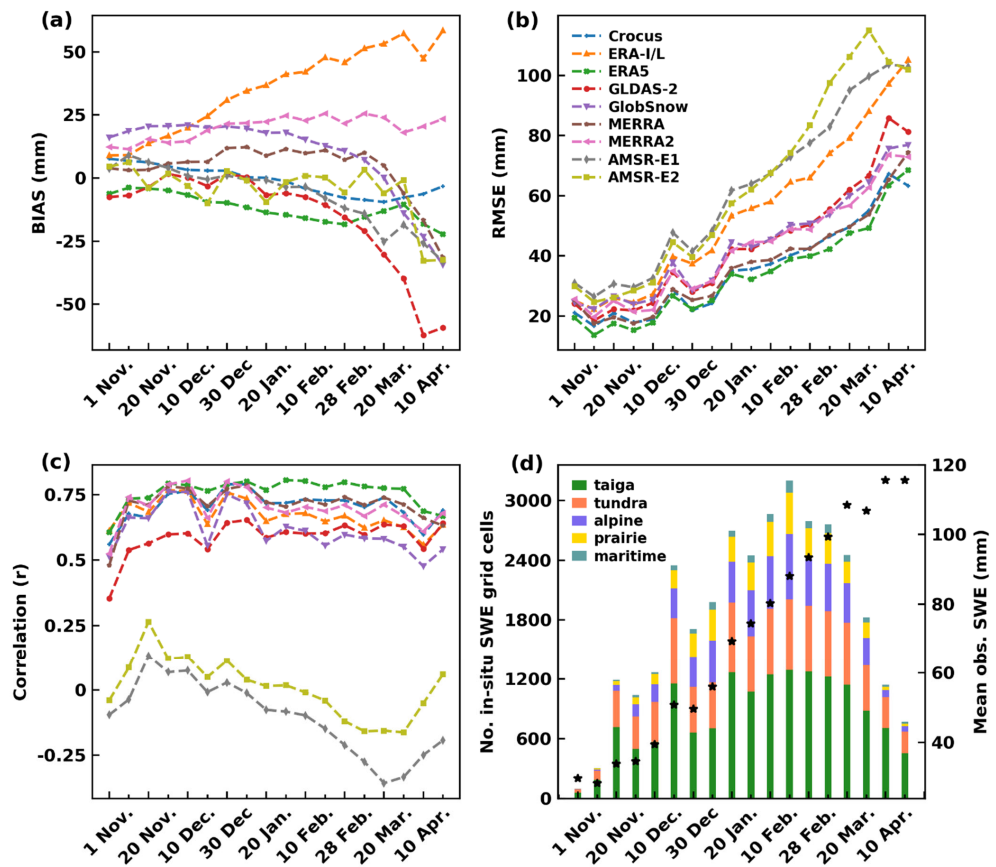 (a)
BIAS (mm)
50
25
0
-25
-50
1 Nov.
20 Nov.
10 Dec.
30 Dec
20 Jan.
10 Feb.
28 Feb.
20 Mar.
10 Apr.
(b)
RMSE (mm)
100
80
60
40
20
Crocus
ERA-I/L
ERA5
GLDAS-2
GlobSnow
MERRA
MERRA2
AMSR-E1
AMSR-E2
1 Nov.
20 Nov.
10 Dec.
30 Dec.
20 Jan.
10 Feb.
28 Feb.
20 Mar.
10 Apr.
(c)
Correlation (r)
0.75
0.5
0.25
0
-0.25
1 Nov.
20 Nov.
10 Dec.
30 Dec
20 Jan.
10 Feb.
28 Feb.
20 Mar.
10 Apr.
(d)
No. in-situ SWE grid cells
3000
2400
1800
1200
600
0
taiga
tundra
alpine
prairie
maritime
120
100
80
60
40
Mean obs. SWE (mm)
1 Nov.
20 Nov.
10 Dec.
30 Dec.
20 Jan.
10 Feb.
28 Feb.
20 Mar.
10 Apr.